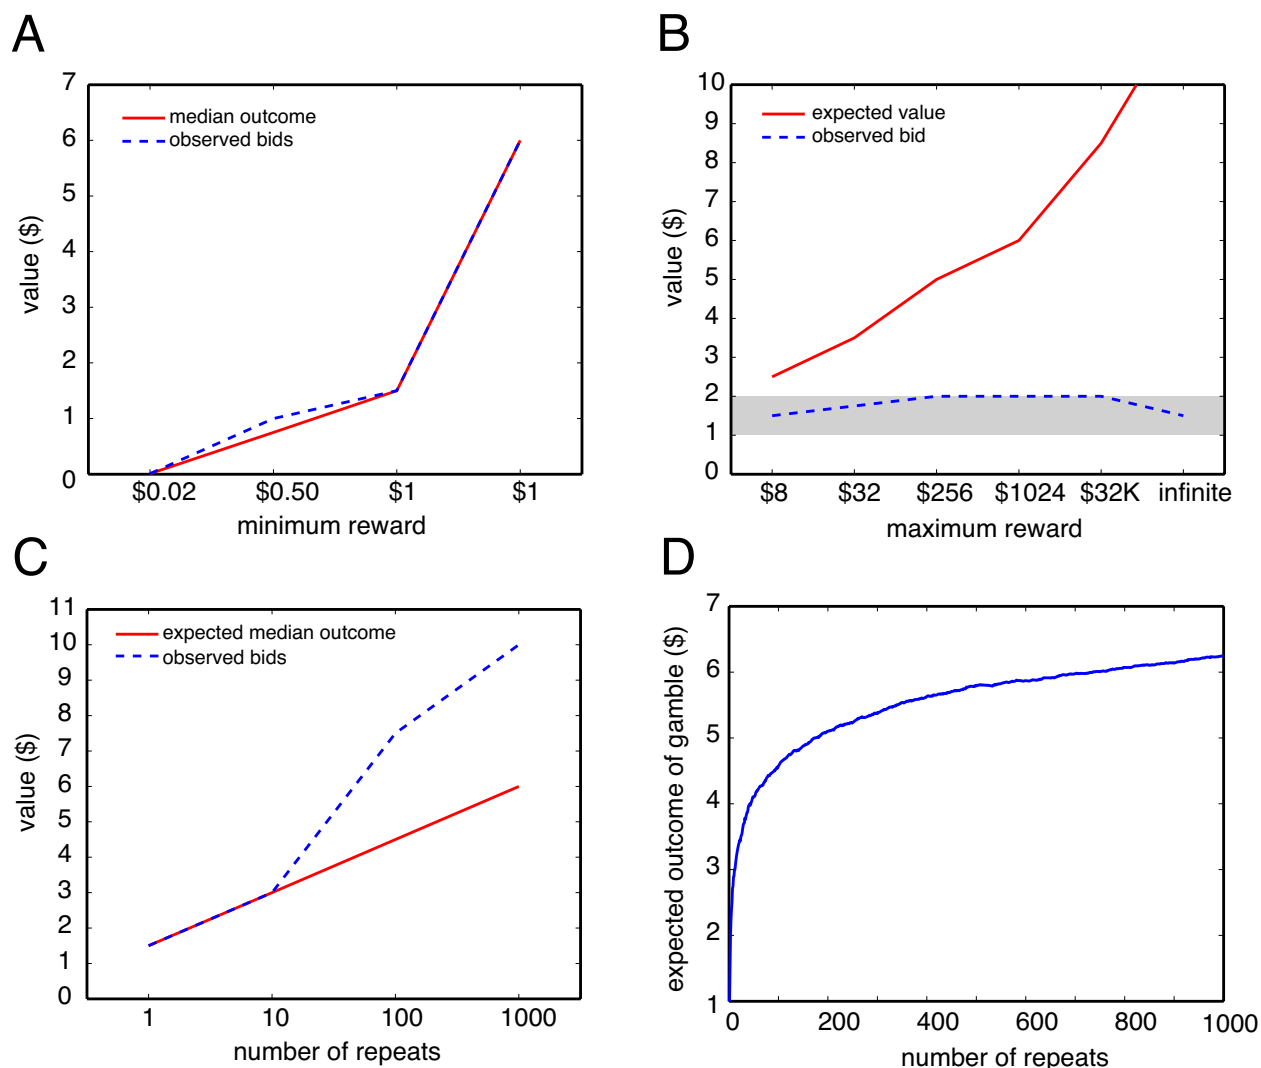 A
7
6
5
4
3
2
1
0
value ($)
median outcome
observed bids
$0.02 $0.50 $1 $1
minimum reward
B
10
9
8
7
6
5
4
3
2
1
0
value ($)
expected value
observed bid
$8 $32 $256 $1024 $32K infinite
maximum reward
C
11
10
9
8
7
6
5
4
3
2
1
0
value ($)
expected median outcome
observed bids
1 10 100 1000
number of repeats
D
7
6
5
4
3
2
1
expected outcome of gamble ($)
0 200 400 600 800 1000
number of repeats